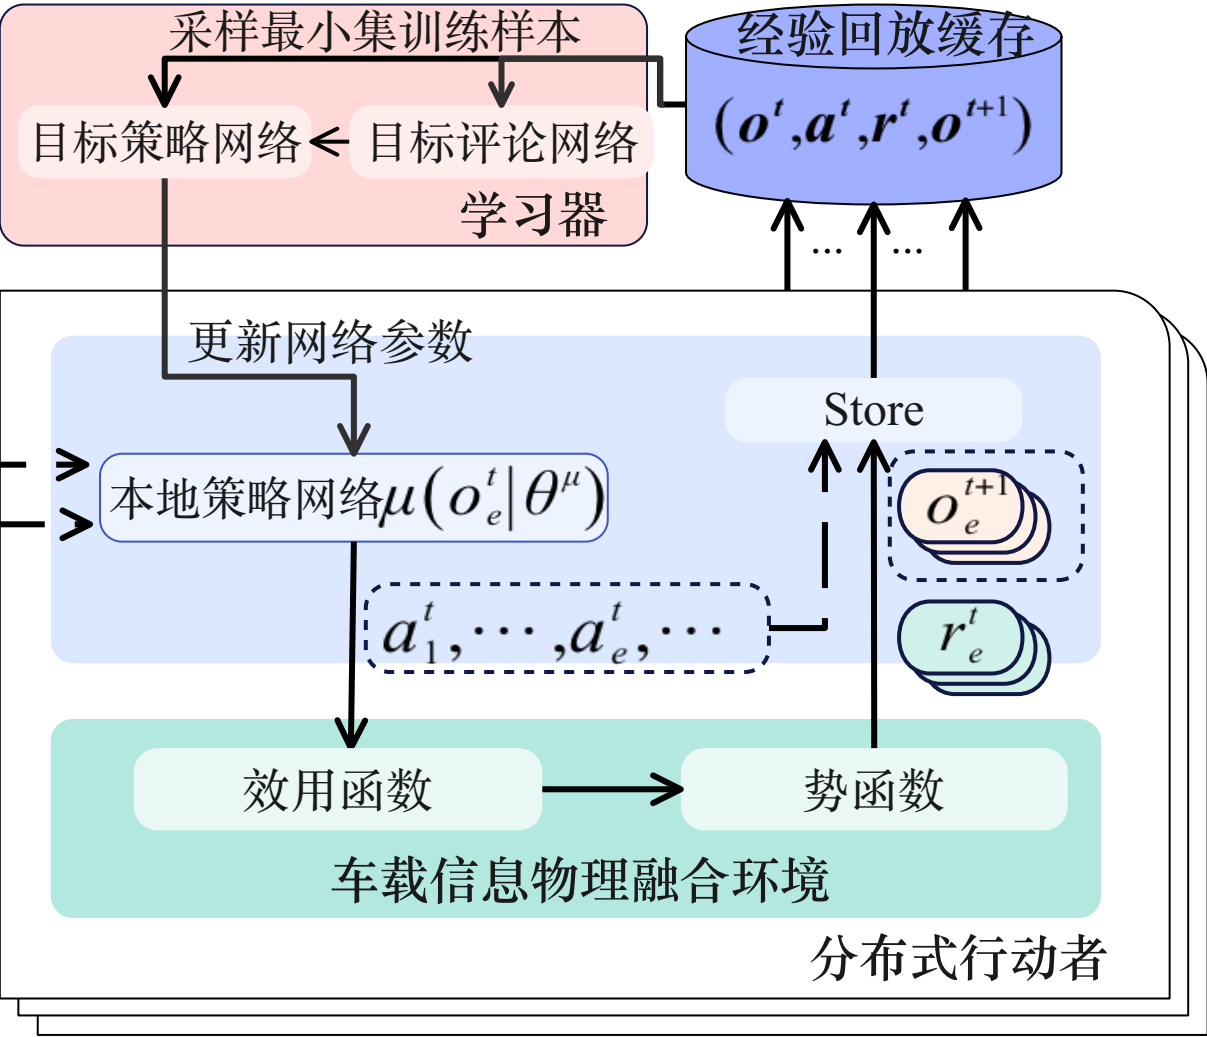 采样最小集训练样本
经验回放缓存
(o^t,a^t,r^t,o^{t+1})
目标策略网络
目标评论网络
学习器
... ...
更新网络参数
Store
本地策略网络μ(o_e^t|θ^μ)
o_e^{t+1}
a_1^t,⋯,a_e^t,⋯
r_e^t
效用函数
势函数
车载信息物理融合环境
分布式行动者